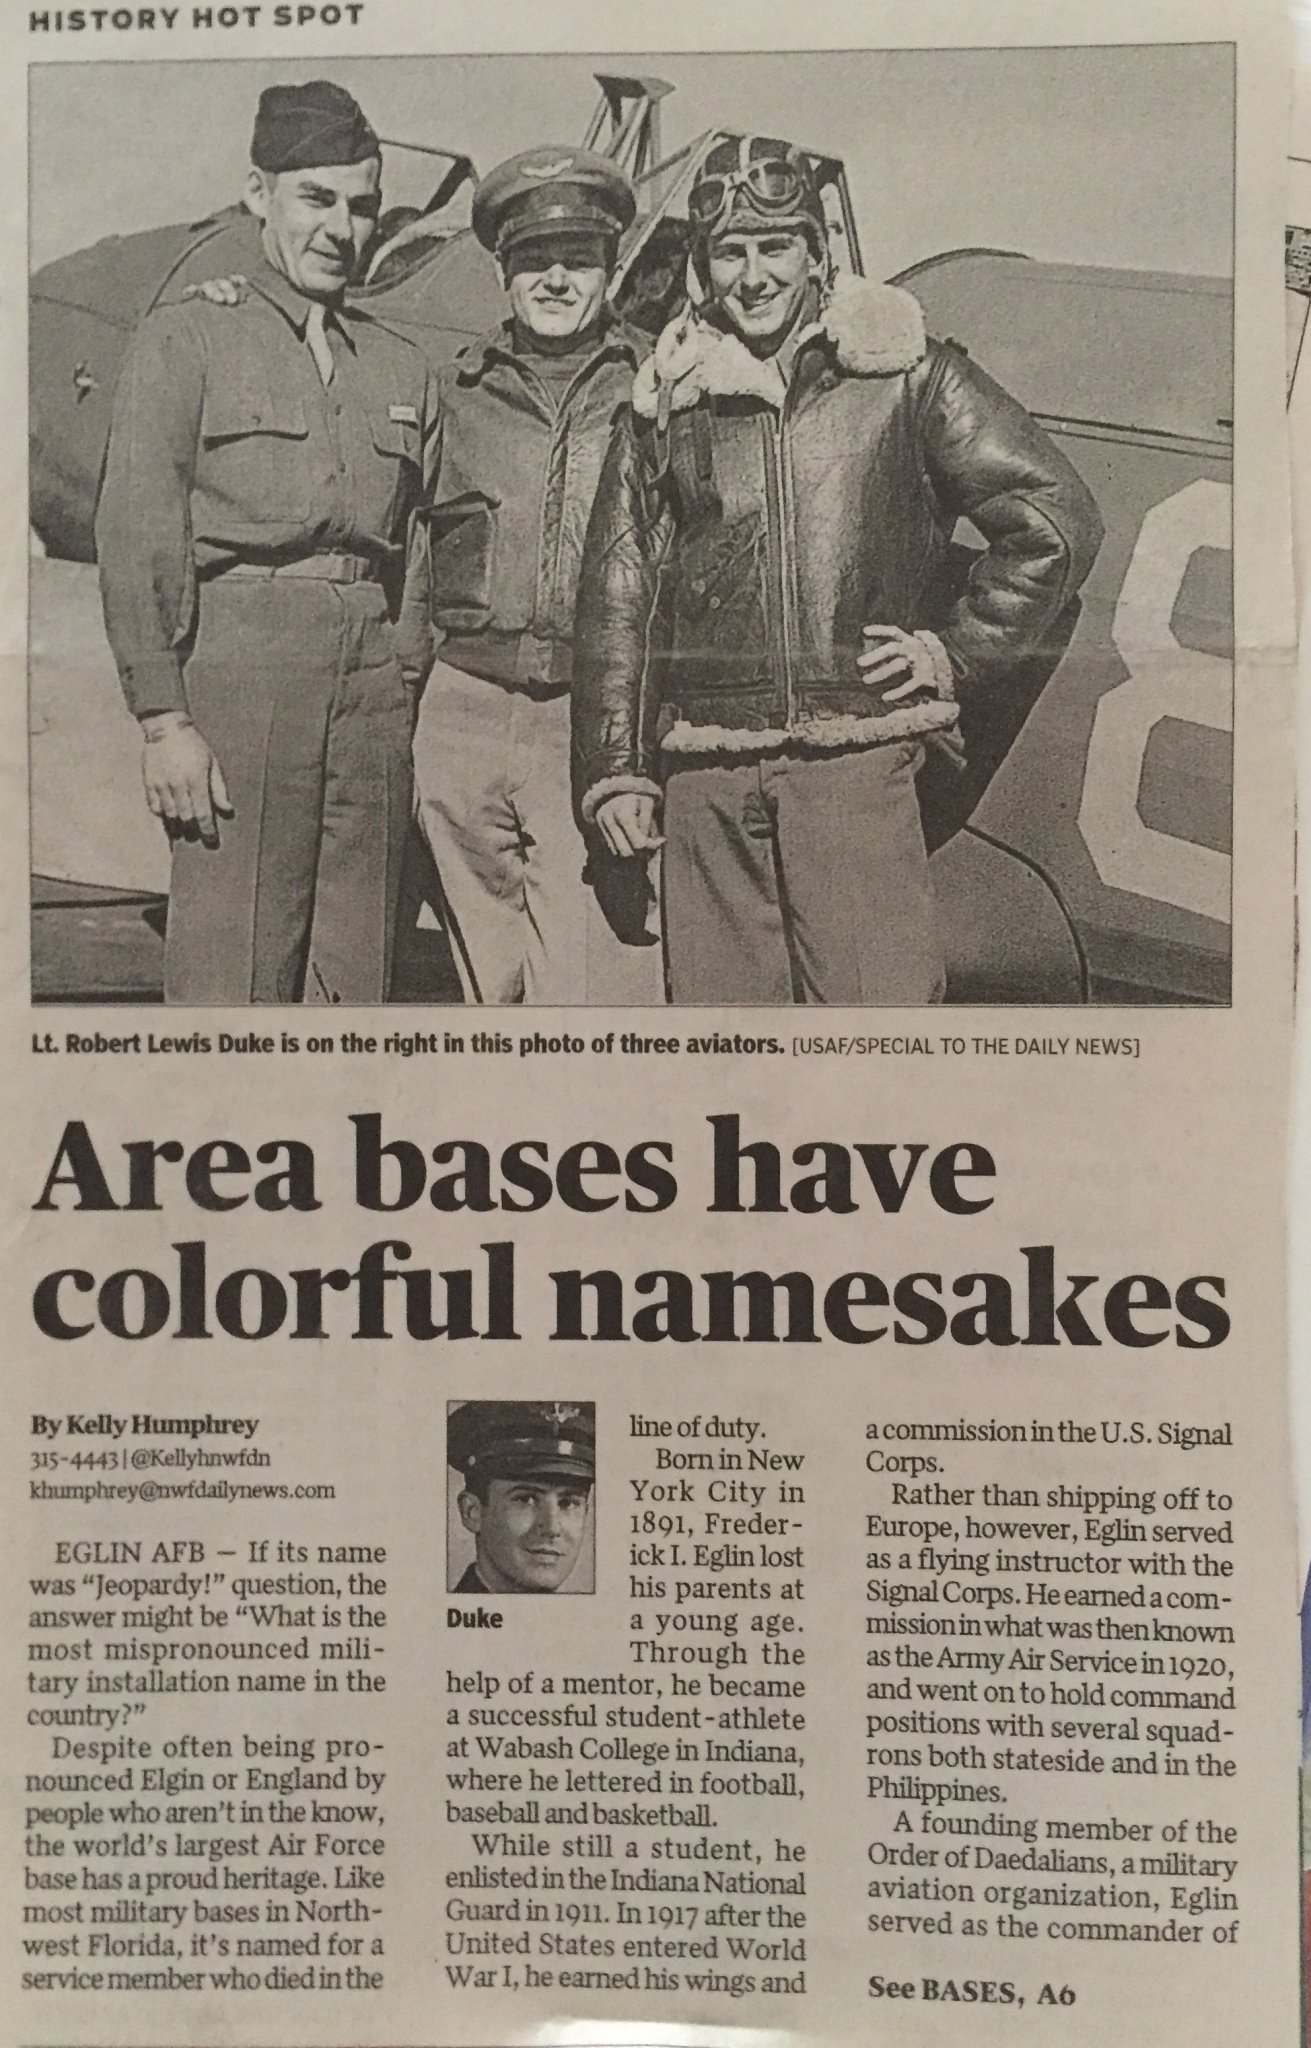 HISTORY HOT SPOT
8
Lt. Robert Lewis Duke is on the right in this photo of three aviators. [USAF/SPECIAL TO THE DAILY NEWS]
Area bases have
colorful namesakes
By Kelly Humphrey
315-4443 | @Kellyhnwfdn
khumphrey@nwfdailynews.com
EGLIN AFB — If its name
was “Jeopardy!” question, the
answer might be “What is the
most mispronounced mili-
tary installation name in the
country?”
Despite often being pro-
nounced Elgin or England by
people who aren’t in the know,
the world’s largest Air Force
base has a proud heritage. Like
most military bases in North-
west Florida, it’s named for a
service member who died in the
Duke
line of duty.
Born in New
York City in
1891, Freder-
ick I. Eglin lost
his parents at
a young age.
Through the
help of a mentor, he became
a successful student-athlete
at Wabash College in Indiana,
where he lettered in football,
baseball and basketball.
While still a student, he
enlisted in the Indiana National
Guard in 1911. In 1917 after the
United States entered World
War I, he earned his wings and
a commission in the U.S. Signal
Corps.
Rather than shipping off to
Europe, however, Eglin served
as a flying instructor with the
Signal Corps. He earned a com-
mission in what was then known
as the Army Air Service in 1920,
and went on to hold command
positions with several squad-
rons both stateside and in the
Philippines.
A founding member of the
Order of Daedalians, a military
aviation organization, Eglin
served as the commander of
See BASES, A6